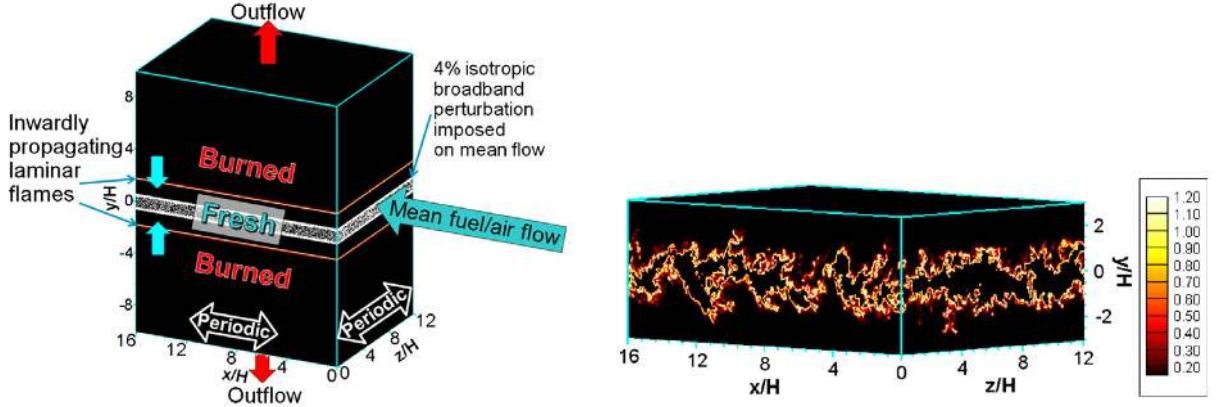 Outflow
4% isotropic
broadband
perturbation
imposed
on mean flow
Inwardly
propagating
laminar
flames
Burned
Fresh
Mean fuel/air flow
Burned
y/H
8
4
0
-4
-8
Periodic
Periodic
16
12
8
4
0
x/H
0
4
8
12
z/H
Outflow
2
0
-2
y/H
16
12
8
4
0
4
8
12
x/H
z/H
1.20
1.10
1.00
0.90
0.80
0.70
0.60
0.50
0.40
0.30
0.20